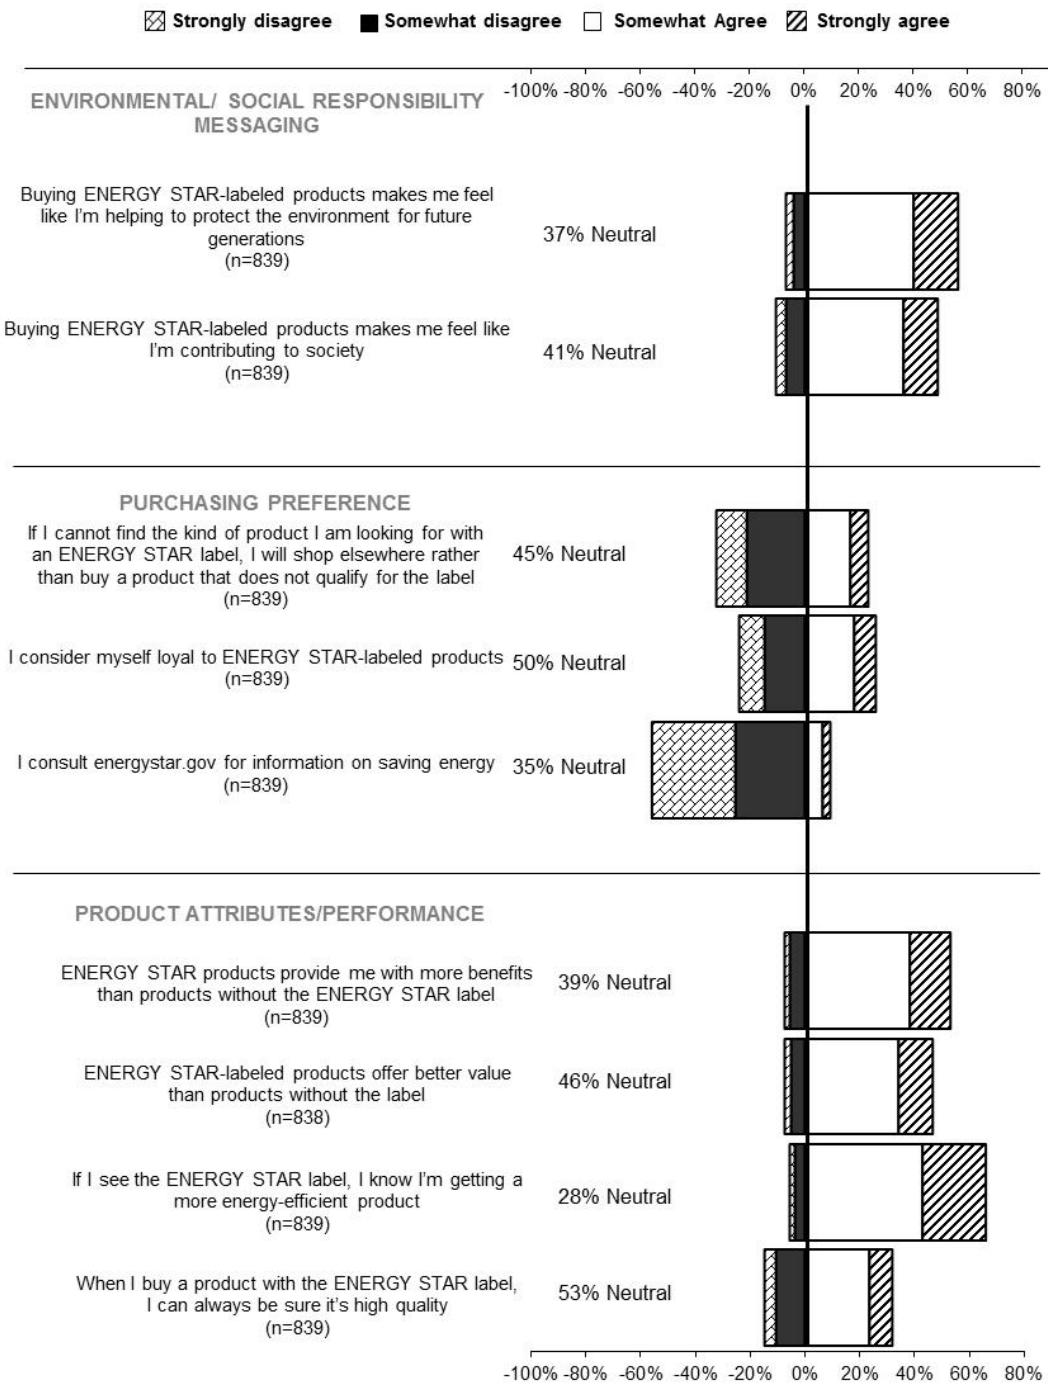 Strongly disagree Somewhat disagree Somewhat Agree Strongly agree
-100% -80% -60% -40% -20% 0% 20% 40% 60% 80%
ENVIRONMENTAL/ SOCIAL RESPONSIBILITY
MESSAGING
Buying ENERGY STAR-labeled products makes me feel
like I'm helping to protect the environment for future
generations
(n=839)
37% Neutral
Buying ENERGY STAR-labeled products makes me feel like
I'm contributing to society
(n=839)
41% Neutral
PURCHASING PREFERENCE
If I cannot find the kind of product I am looking for with
an ENERGY STAR label, I will shop elsewhere rather
than buy a product that does not qualify for the label
(n=839)
45% Neutral
I consider myself loyal to ENERGY STAR-labeled products
(n=839)
50% Neutral
I consult energystar.gov for information on saving energy
(n=839)
35% Neutral
PRODUCT ATTRIBUTES/PERFORMANCE
ENERGY STAR products provide me with more benefits
than products without the ENERGY STAR label
(n=839)
39% Neutral
ENERGY STAR-labeled products offer better value
than products without the label
(n=838)
46% Neutral
If I see the ENERGY STAR label, I know I'm getting a
more energy-efficient product
(n=839)
28% Neutral
When I buy a product with the ENERGY STAR label,
I can always be sure it's high quality
(n=839)
53% Neutral
-100% -80% -60% -40% -20% 0% 20% 40% 60% 80%